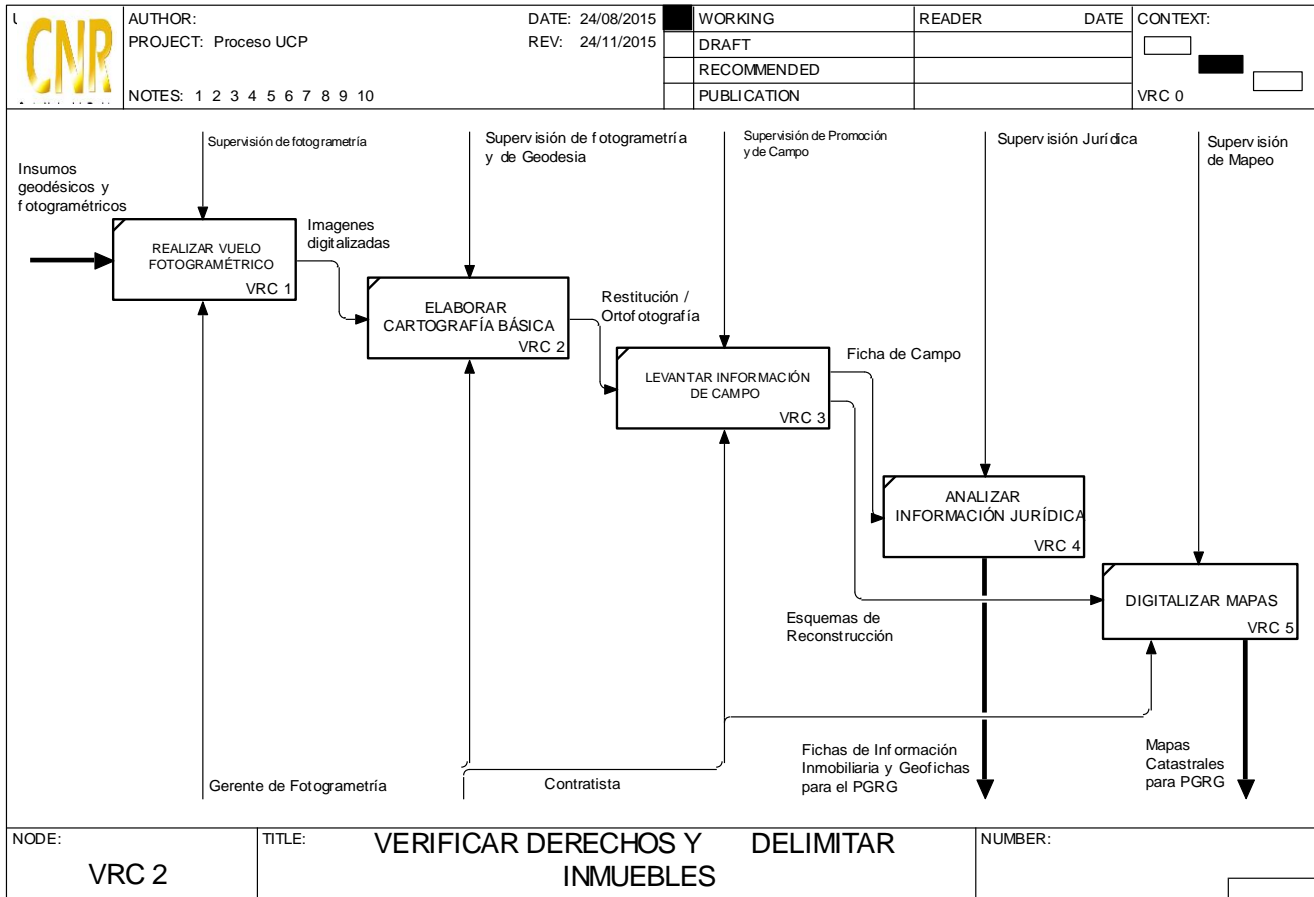 CNR
AUTHOR:
DATE: 24/08/2015
PROJECT: Proceso UCP
REV: 24/11/2015
NOTES: 1 2 3 4 5 6 7 8 9 10
WORKING
DRAFT
RECOMMENDED
PUBLICATION
READER DATE
CONTEXT:
VRC 0
Supervisión de fotogrametría
Supervisión de fotogrametría
y de Geodesia
Supervisión de Promoción
y de Campo
Supervisión Jurídica
Supervisión
de Mapeo
Insumos
geodésicos y
fotogramétricos
REALIZAR VUELO
FOTOGRAMÉTRICO
VRC 1
Imagenes
digitalizadas
ELABORAR
CARTOGRAFÍA BÁSICA
VRC 2
Restitución /
Ortofotografía
LEVANTAR INFORMACIÓN
DE CAMPO
VRC 3
Ficha de Campo
ANALIZAR
INFORMACIÓN JURÍDICA
VRC 4
Esquemas de
Reconstrucción
DIGITALIZAR MAPAS
VRC 5
Gerente de Fotogrametría
Contratista
Fichas de Información
Inmobiliaria y Geofichas
para el PGRG
Mapas
Catastrales
para PGRG
NODE:
VRC 2
TITLE:
VERIFICAR DERECHOS Y DELIMITAR
INMUEBLES
NUMBER: